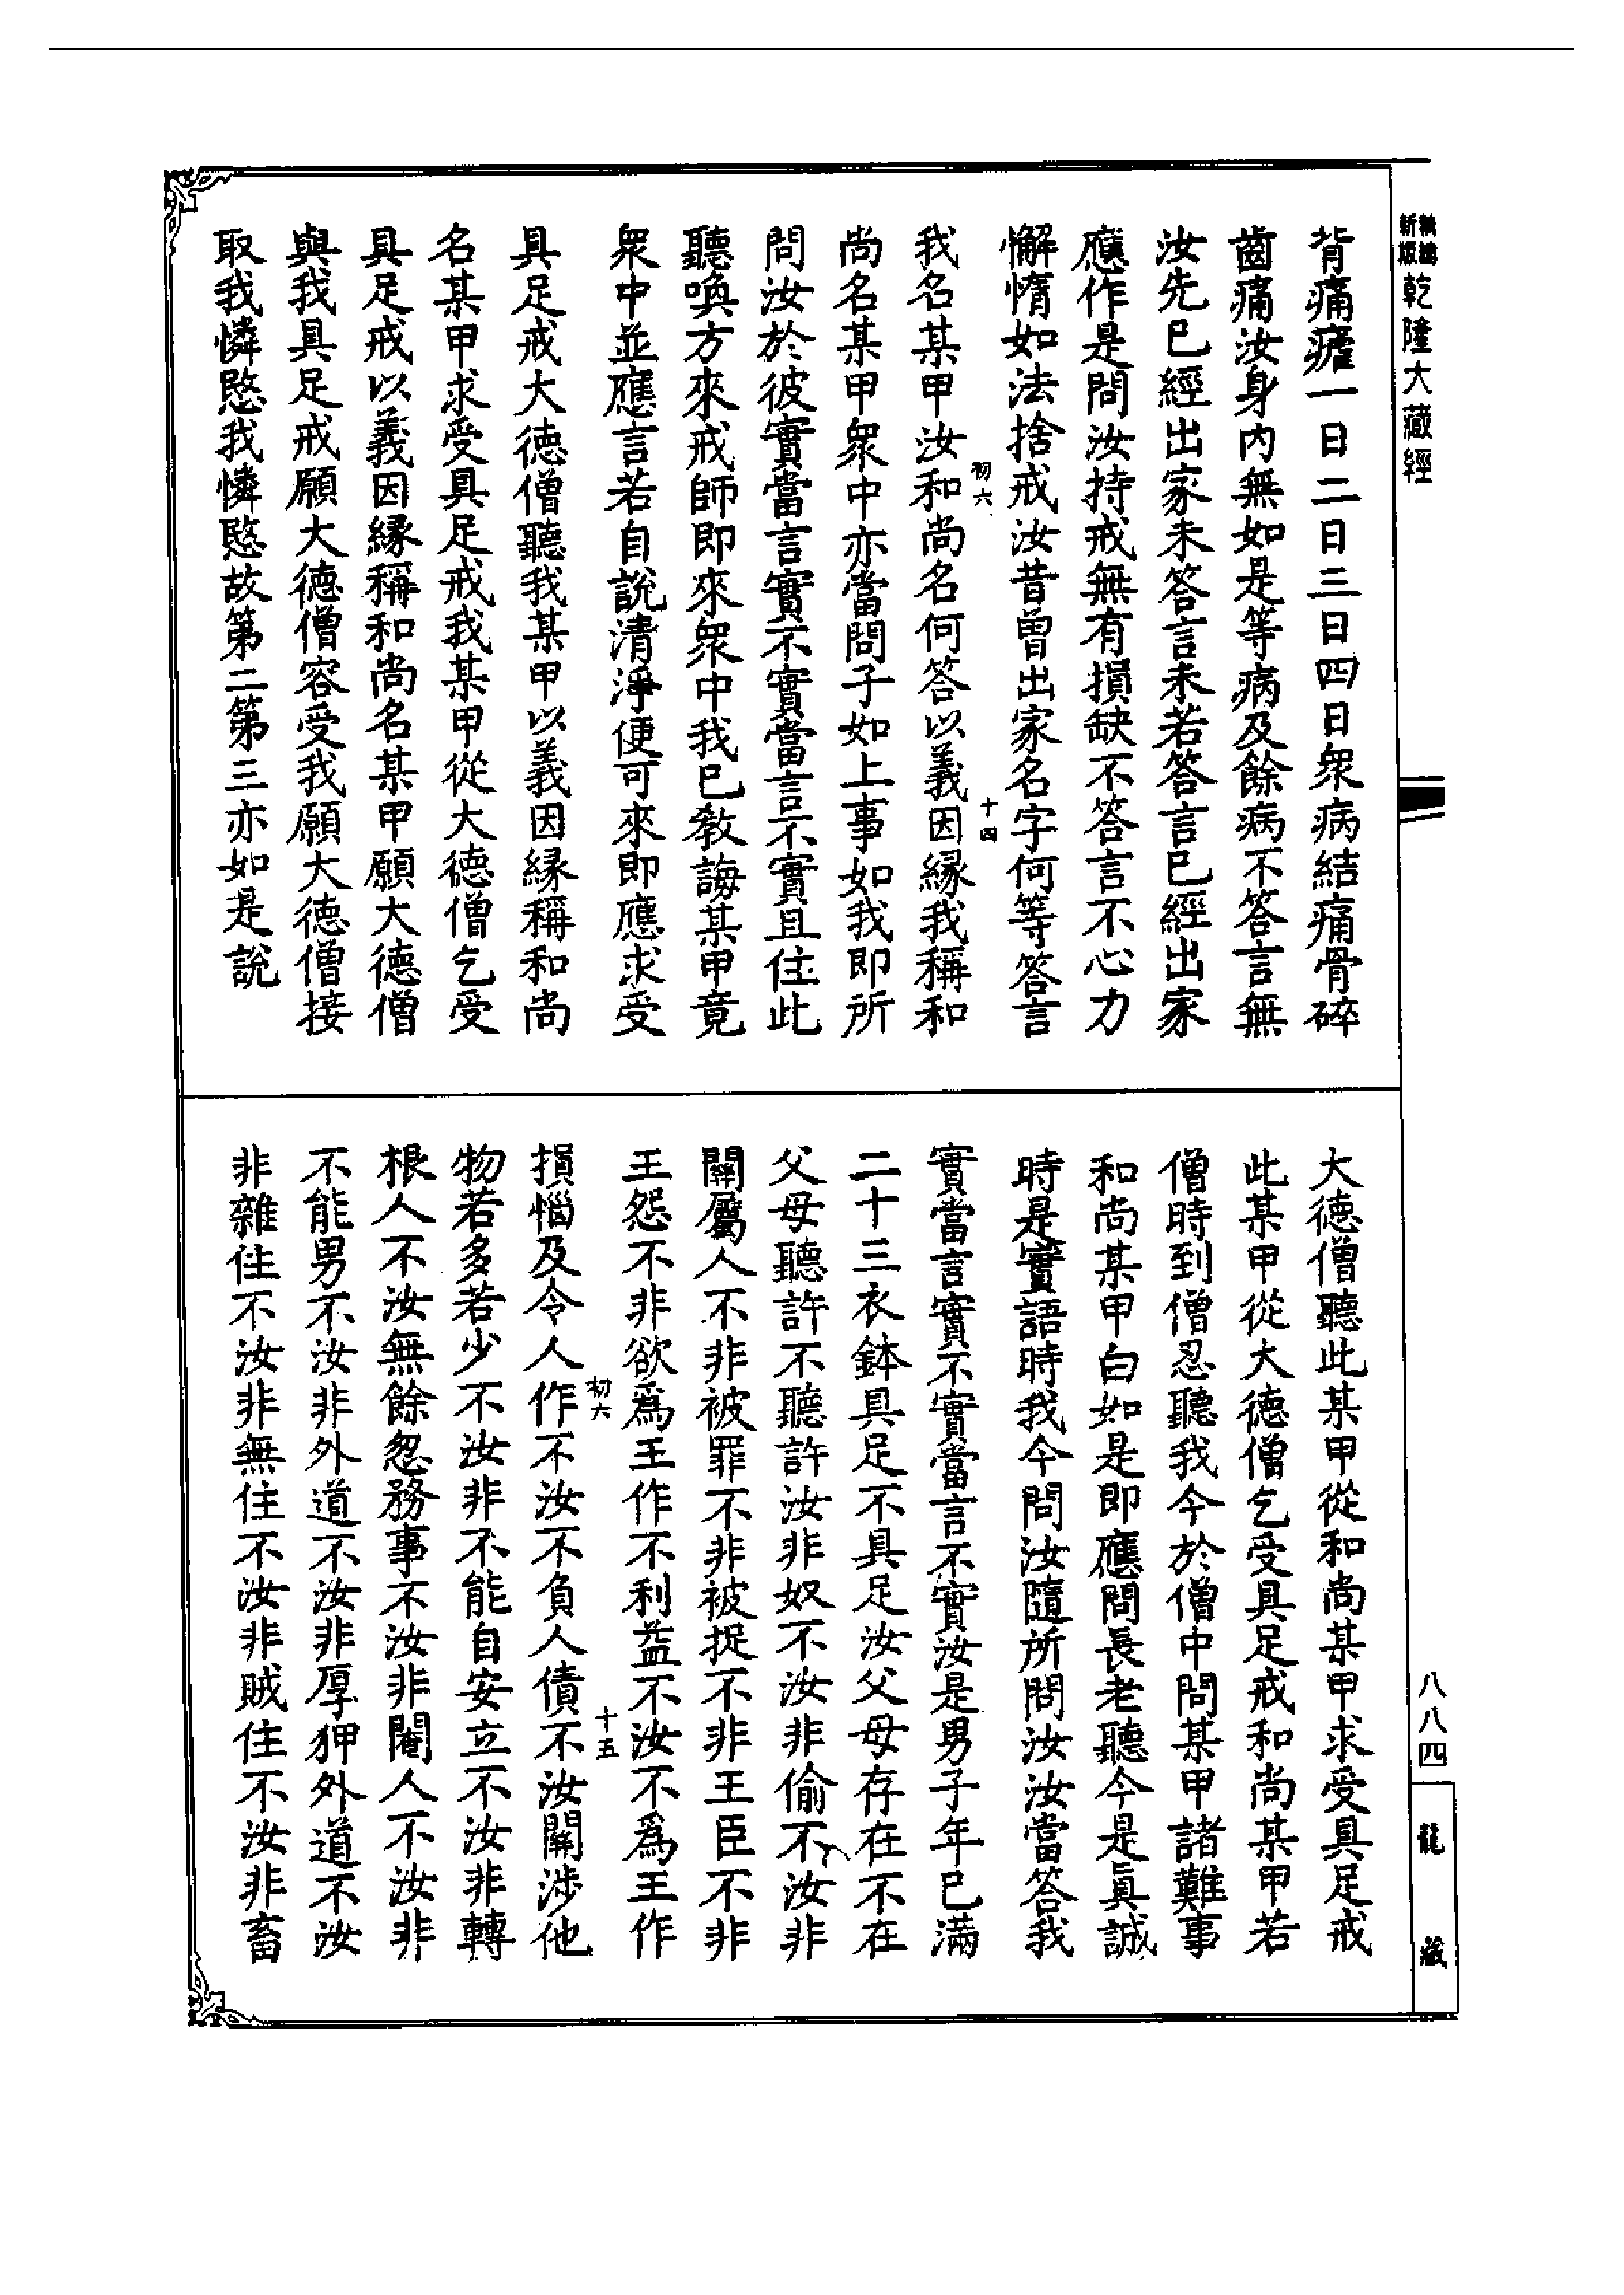 新版 精縮 乾隆大藏經
背痛瘧一日二日三日四日衆病結痛骨碎
齒痛汝身內無如是等病及餘病不答言無
汝先巳經出家未答言未若答言巳經出家
應作是問汝持戒無有損缺不答言不心力
懈惰如法捨戒汝昔曾出家名字何等答言
初六 十四
我名某甲汝和尚名何答以義因縁我稱和
尚名某甲衆中亦當問子如上事如我即所
問汝於彼實當言實不實當言不實且住此
聽喚方來戒師即來衆中我巳教誨某甲竟
衆中並應言若自說清淨便可來即應求受
具足戒大德僧聽我某甲以義因縁稱和尚
名某甲求受具足戒我某甲從大德僧乞受
具足戒以義因縁稱和尚名某甲願大德僧
與我具足戒願大德僧容受我願大德僧接
取我憐愍我憐愍故第二第三亦如是說
大德僧聽此某甲從和尚某甲求受具足戒
此某甲從大德僧乞受具足戒和尚某甲若
僧時到僧忍聽我今於僧中問某甲諸難事
和尚某甲白如是即應問長老聽今是眞誠
時是實語時我今問汝隨所問汝汝當答我
實當言實不實當言不實汝是男子年巳滿
二十三衣鉢具足不具足汝父母存在不在
父母聽許不聽許汝非奴不汝非偷不汝非
關屬人不非被罪不非被捉不非王臣不非
王怨不非欲爲王作不利益不汝不爲王作
初六 十五
損惱及令人作不汝不負人債不汝關涉他
物若多若少不汝非不能自安立不汝非轉
根人不汝無餘怱務事不汝非閹人不汝非
不能男不汝非外道不汝非厚狎外道不汝
非雜住不汝非無住不汝非賊住不汝非畜
八八四
龍藏